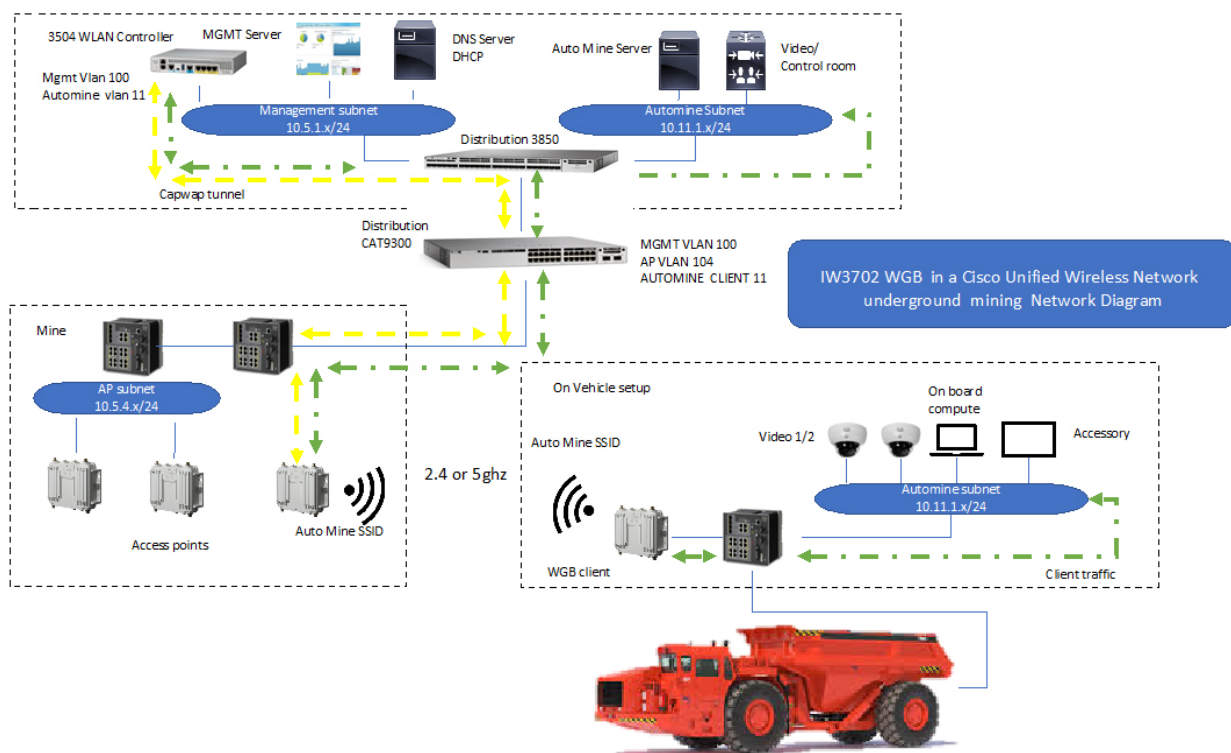 3504 WLAN Controller
MGMT Server
DNS Server
DHCP
Auto Mine Server
Video/
Control room
Mgmt Vlan 100
Automine vlan 11
Management subnet
10.5.1.x/24
Automine Subnet
10.11.1.x/24
Distribution 3850
Capwap tunnel
Distribution
CAT9300
MGMT VLAN 100
AP VLAN 104
AUTOMINE CLIENT 11
IW3702 WGB in a Cisco Unified Wireless Network
underground mining Network Diagram
Mine
AP subnet
10.5.4.x/24
Access points
Auto Mine SSID
2.4 or 5ghz
On Vehicle setup
Auto Mine SSID
Video 1/2
On board
compute
Accessory
Automine subnet
10.11.1.x/24
WGB client
Client traffic